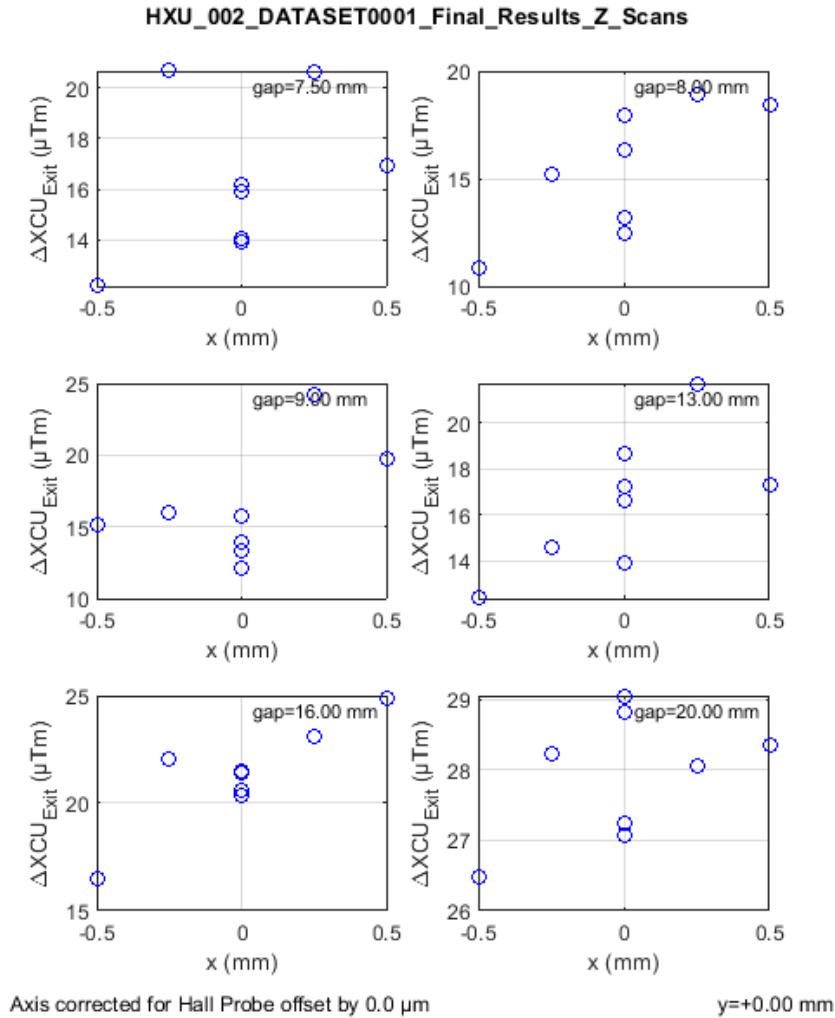 HXU_002_DATASET0001_Final_Results_Z_Scans
gap=7.50 mm
20
16
14
ΔXCU_Exit (µTm)
-0.5 0 0.5
x (mm)
gap=8.00 mm
20
15
10
ΔXCU_Exit (µTm)
-0.5 0 0.5
x (mm)
gap=9.00 mm
25
20
15
10
ΔXCU_Exit (µTm)
-0.5 0 0.5
x (mm)
gap=13.00 mm
20
18
16
14
ΔXCU_Exit (µTm)
-0.5 0 0.5
x (mm)
gap=16.00 mm
25
20
15
ΔXCU_Exit (µTm)
-0.5 0 0.5
x (mm)
gap=20.00 mm
29
28
27
26
ΔXCU_Exit (µTm)
-0.5 0 0.5
x (mm)
Axis corrected for Hall Probe offset by 0.0 µm
y=+0.00 mm